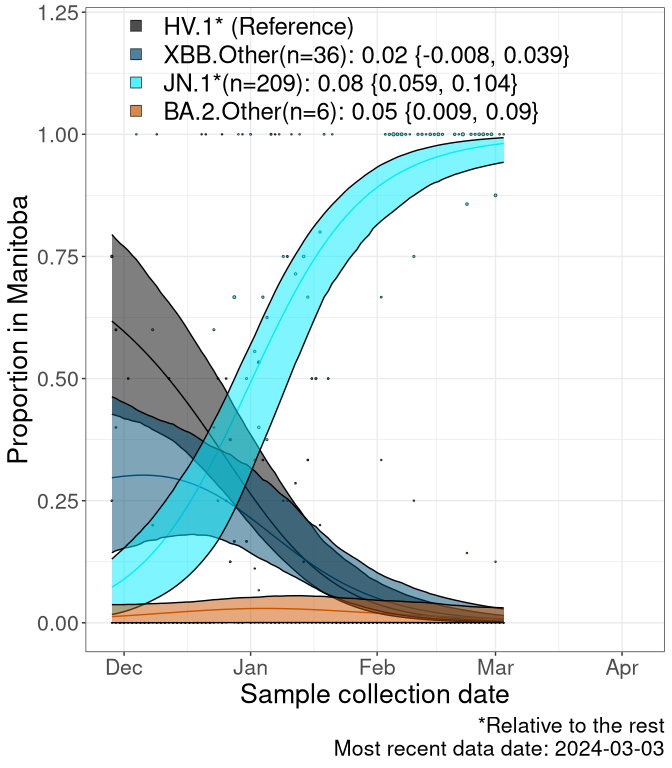 1.25
HV.1* (Reference)
XBB.Other(n=36): 0.02 {-0.008, 0.039}
JN.1*(n=209): 0.08 {0.059, 0.104}
BA.2.Other(n=6): 0.05 {0.009, 0.09}
1.00
0.75
0.50
0.25
0.00
Proportion in Manitoba
Dec Jan Feb Mar Apr
Sample collection date
*Relative to the rest
Most recent data date: 2024-03-03